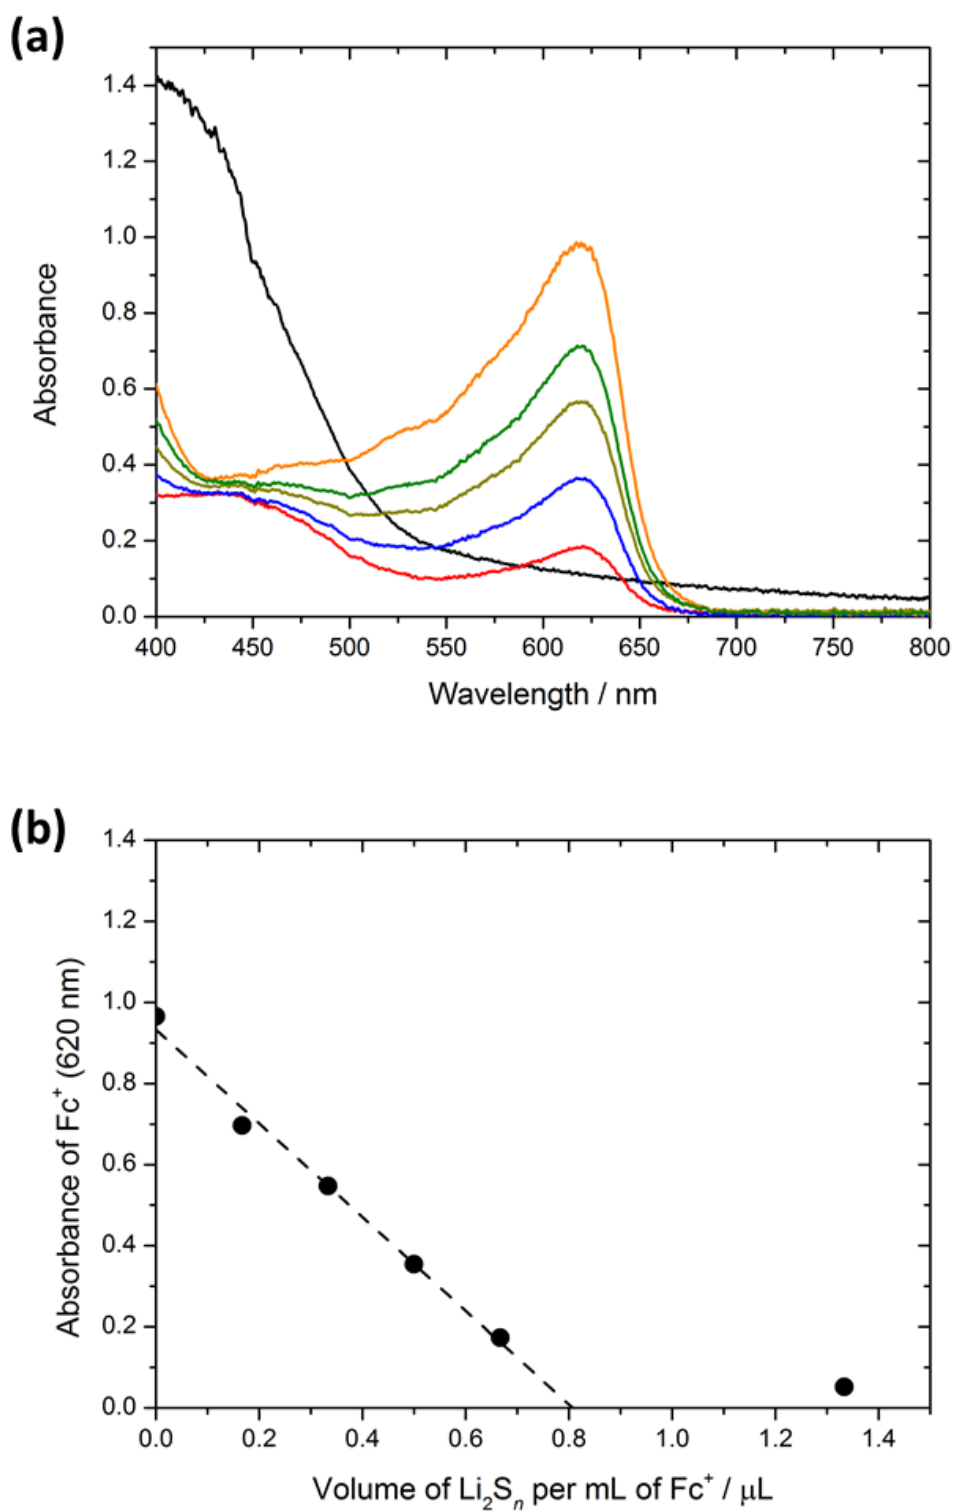 (a)
1.4
1.2
1.0
0.8
0.6
0.4
0.2
0.0
Absorbance
400 450 500 550 600 650 700 750 800
Wavelength / nm
(b)
1.4
1.2
1.0
0.8
0.6
0.4
0.2
0.0
Absorbance of Fc⁺ (620 nm)
0.0 0.2 0.4 0.6 0.8 1.0 1.2 1.4
Volume of Li₂Sₙ per mL of Fc⁺ / μL